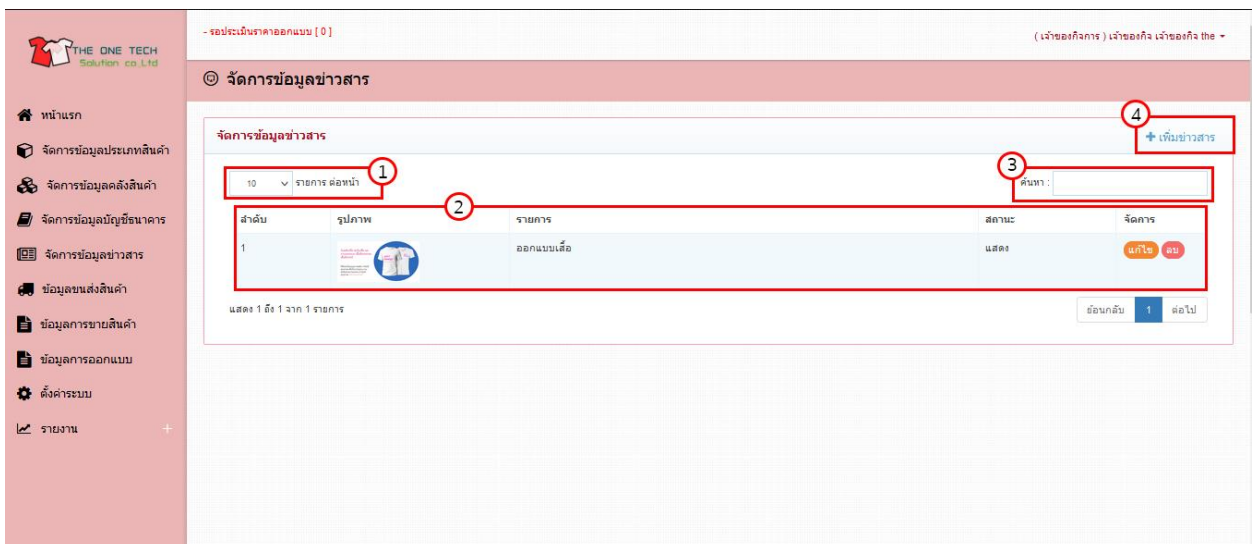 THE ONE TECH
Solution co.Ltd
- รอประเมินราคาออกแบบ [ 0 ]
( เจ้าของกิจการ ) เจ้าของกิจ เจ้าของกิจ the
จัดการข้อมูลข่าวสาร
หน้าแรก
จัดการข้อมูลประเภทสินค้า
จัดการข้อมูลคลังสินค้า
จัดการข้อมูลบัญชีธนาคาร
จัดการข้อมูลข่าวสาร
ข้อมูลขนส่งสินค้า
ข้อมูลการขายสินค้า
ข้อมูลการออกแบบ
ตั้งค่าระบบ
รายงาน +
จัดการข้อมูลข่าวสาร
4
+ เพิ่มข่าวสาร
1
10 รายการ ต่อหน้า
3
ค้นหา :
2
ลำดับ รูปภาพ รายการ สถานะ จัดการ
1 ออกแบบเสื้อ แสดง แก้ไข ลบ
แสดง 1 ถึง 1 จาก 1 รายการ
ย้อนกลับ 1 ต่อไป